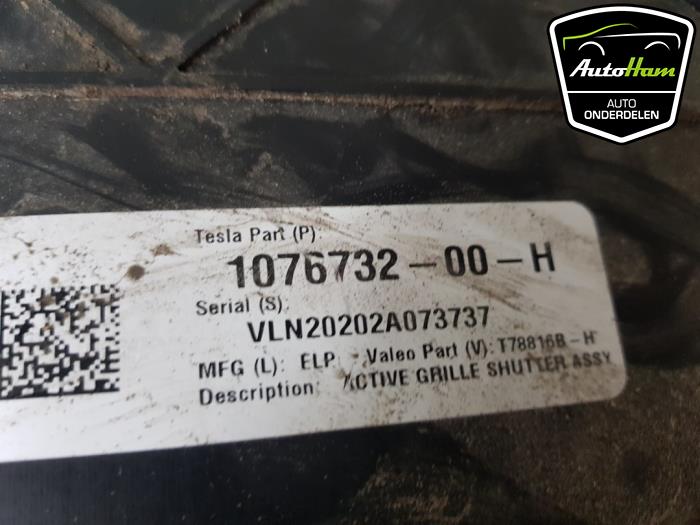 AutoHam
AUTO
ONDERDELEN
Tesla Part (P):
1076732-00-H
Serial (S):
VLN20202A073737
MFG (L): ELP Valeo Part (V): T78816B-H
Description: ACTIVE GRILLE SHUTTER ASSY